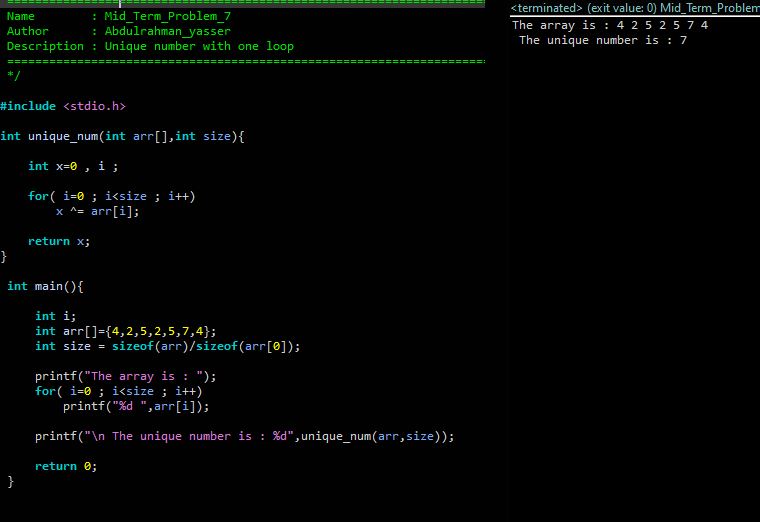 ================================================================
Name        : Mid_Term_Problem_7
Author      : Abdulrahman_yasser
Description : Unique number with one loop
================================================================
*/
#include <stdio.h>
int unique_num(int arr[],int size){
int x=0 , i ;
for( i=0 ; i<size ; i++)
x ^= arr[i];
return x;
}
int main(){
int i;
int arr[]={4,2,5,2,5,7,4};
int size = sizeof(arr)/sizeof(arr[0]);
printf("The array is : ");
for( i=0 ; i<size ; i++)
printf("%d ",arr[i]);
printf("\n The unique number is : %d",unique_num(arr,size));
return 0;
}
<terminated> (exit value: 0) Mid_Term_Problem
The array is : 4 2 5 2 5 7 4
The unique number is : 7